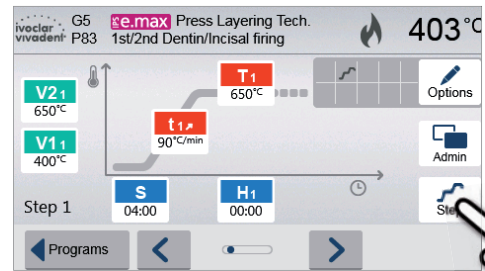 ivoclar vivadent G5 IPS e.max Press Layering Tech. 403°C
P83 1st/2nd Dentin/Incisal firing
V2₁ 650°C
T₁ 650°C
Options
t₁↗ 90°C/min
V1₁ 400°C
Admin
S 04:00
H₁ 00:00
Step 1
Step
Programs